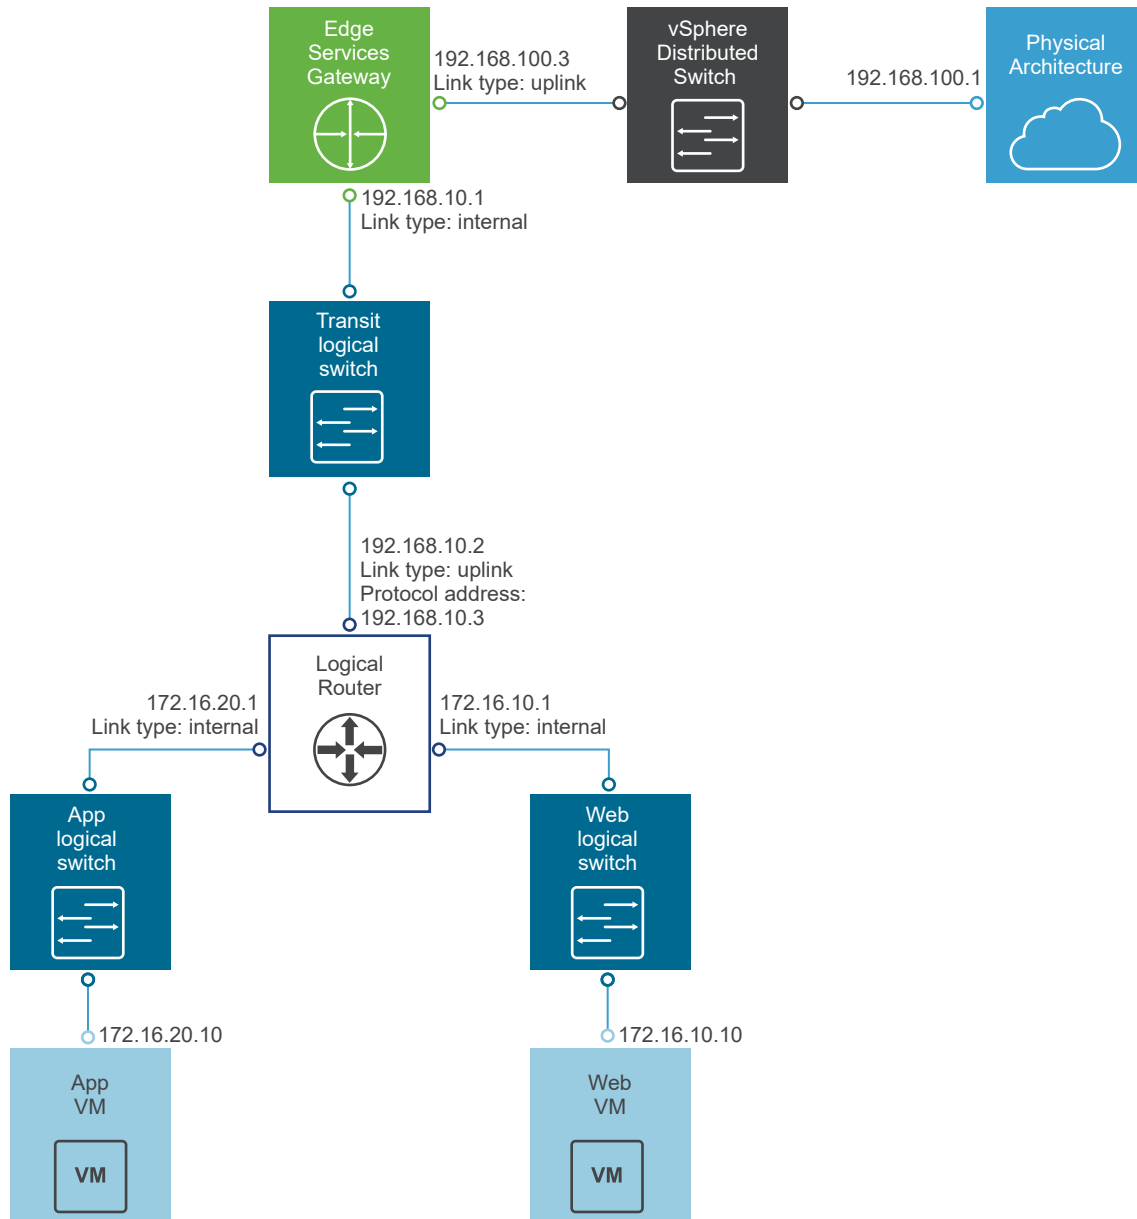 Edge
Services
Gateway
192.168.100.3
Link type: uplink
vSphere
Distributed
Switch
192.168.100.1
Physical
Architecture
192.168.10.1
Link type: internal
Transit
logical
switch
192.168.10.2
Link type: uplink
Protocol address:
192.168.10.3
Logical
Router
172.16.20.1
Link type: internal
172.16.10.1
Link type: internal
App
logical
switch
Web
logical
switch
172.16.20.10
172.16.10.10
App
VM
VM
Web
VM
VM